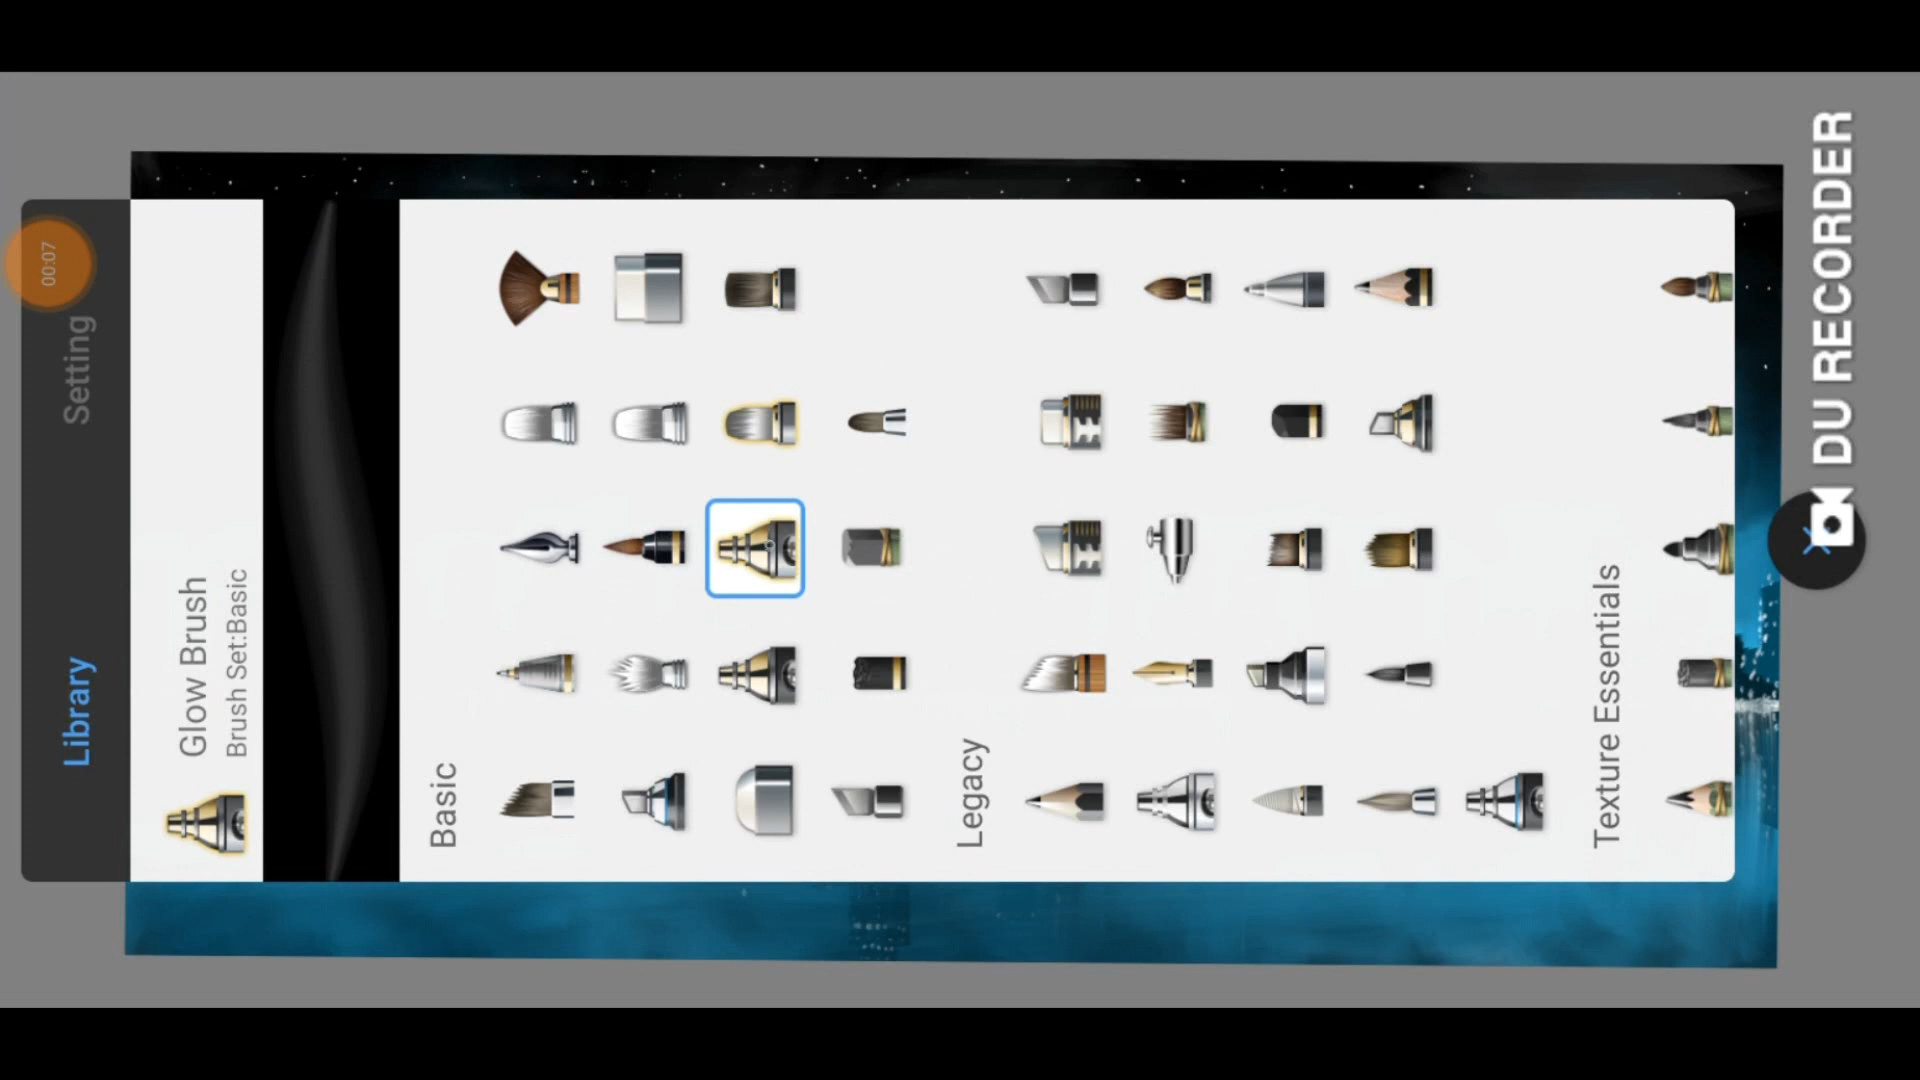 00:07
Library
Setting
Glow Brush
Brush Set:Basic
Basic
Legacy
Texture Essentials
DU RECORDER